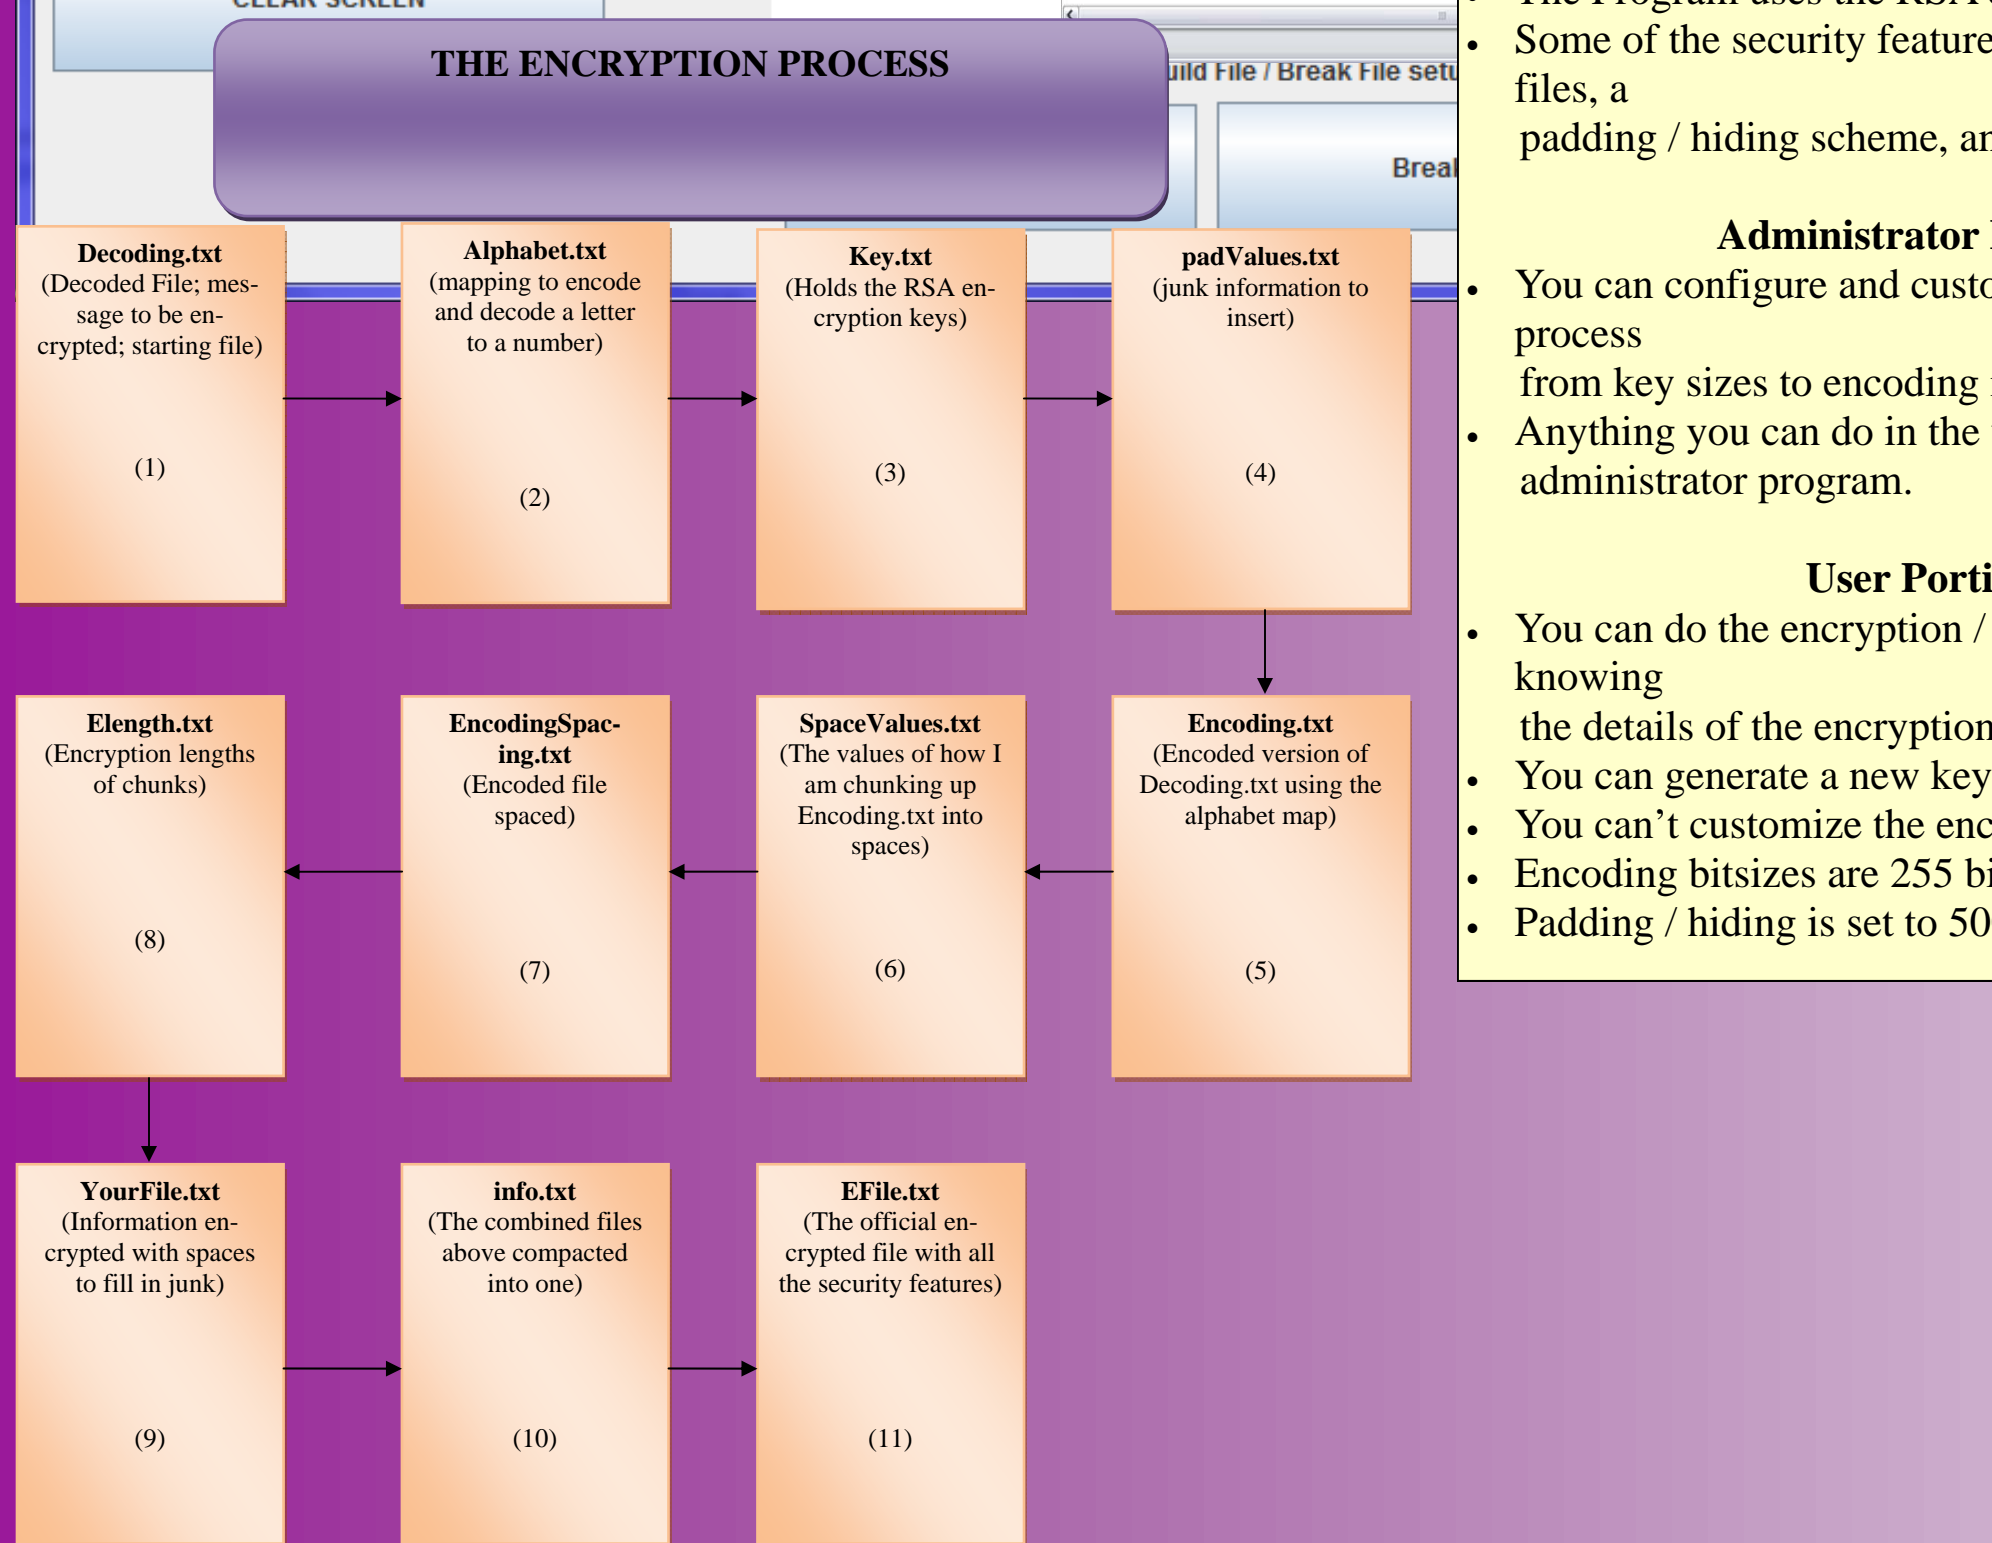 CLEAR SCREEN
THE ENCRYPTION PROCESS
File / Break File
Decoding.txt
(Decoded File; mes-
sage to be en-
crypted; starting file)
(1)
Alphabet.txt
(mapping to encode
and decode a letter
to a number)
(2)
Key.txt
(Holds the RSA en-
cryption keys)
(3)
padValues.txt
(junk information to
insert)
(4)
Elength.txt
(Encryption lengths
of chunks)
(8)
EncodingSpac-
ing.txt
(Encoded file
spaced)
(7)
SpaceValues.txt
(The values of how I
am chunking up
Encoding.txt into
spaces)
(6)
Encoding.txt
(Encoded version of
Decoding.txt using the
alphabet map)
(5)
YourFile.txt
(Information en-
crypted with spaces
to fill in junk)
(9)
info.txt
(The combined files
above compacted
into one)
(10)
EFile.txt
(The official en-
crypted file with all
the security features)
(11)
• The Program uses the RSA
• Some of the security feature
files, a
padding / hiding scheme, an
Administrator
• You can configure and custo
process
from key sizes to encoding
• Anything you can do in the
administrator program.
User Porti
• You can do the encryption /
knowing
the details of the encryption
• You can generate a new key
• You can’t customize the enc
• Encoding bitsizes are 255 bi
• Padding / hiding is set to 50